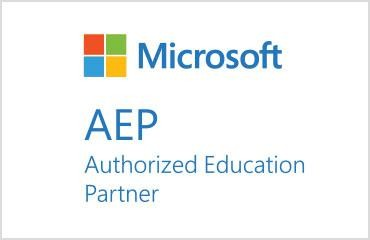 Microsoft
AEP
Authorized Education
Partner